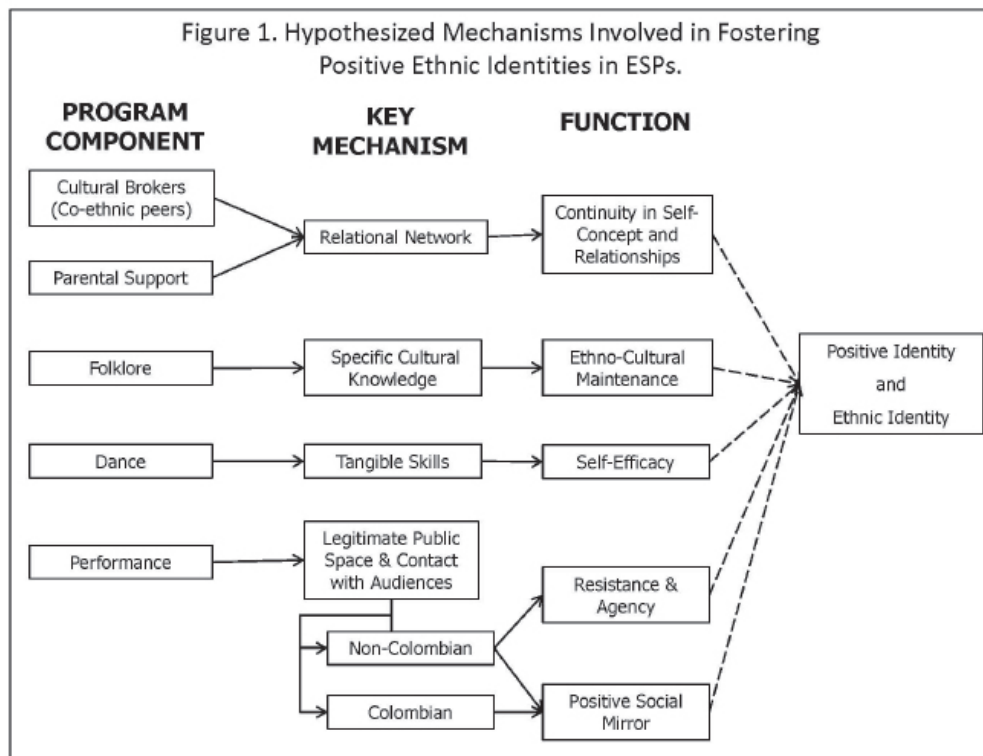 Figure 1. Hypothesized Mechanisms Involved in Fostering
Positive Ethnic Identities in ESPs.
PROGRAM
COMPONENT
KEY
MECHANISM
FUNCTION
Cultural Brokers
(Co-ethnic peers)
Parental Support
Relational Network
Continuity in Self-
Concept and
Relationships
Folklore
Specific Cultural
Knowledge
Ethno-Cultural
Maintenance
Dance
Tangible Skills
Self-Efficacy
Performance
Legitimate Public
Space & Contact
with Audiences
Non-Colombian
Colombian
Resistance &
Agency
Positive Social
Mirror
Positive Identity
and
Ethnic Identity